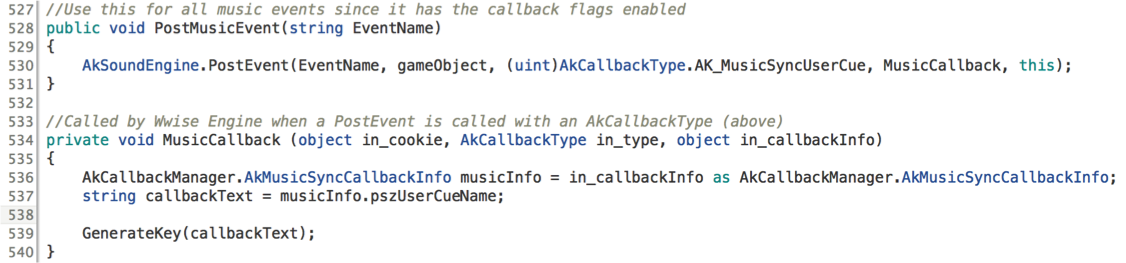 527 //Use this for all music events since it has the callback flags enabled
528 public void PostMusicEvent(string EventName)
529 {
530     AkSoundEngine.PostEvent(EventName, gameObject, (uint)AkCallbackType.AK_MusicSyncUserCue, MusicCallback, this);
531 }
532
533 //Called by Wwise Engine when a PostEvent is called with an AkCallbackType (above)
534 private void MusicCallback (object in_cookie, AkCallbackType in_type, object in_callbackInfo)
535 {
536     AkCallbackManager.AkMusicSyncCallbackInfo musicInfo = in_callbackInfo as AkCallbackManager.AkMusicSyncCallbackInfo;
537     string callbackText = musicInfo.pszUserCueName;
538
539     GenerateKey(callbackText);
540 }